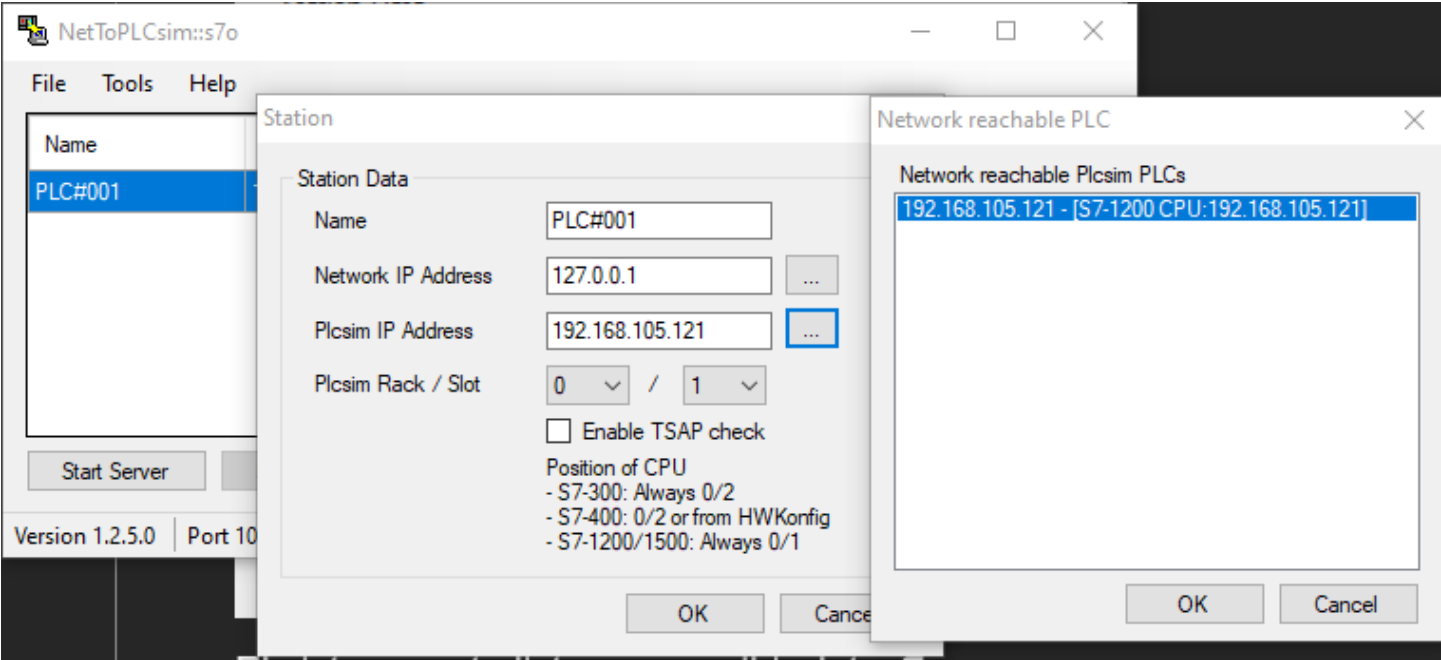 NetToPLCsim::s7o
File Tools Help
Name
PLC#001
Start Server
Version 1.2.5.0 Port 10
Station
Station Data
Name PLC#001
Network IP Address 127.0.0.1 ...
Plcsim IP Address 192.168.105.121 ...
Plcsim Rack / Slot 0 / 1
Enable TSAP check
Position of CPU
- S7-300: Always 0/2
- S7-400: 0/2 or from HWKonfig
- S7-1200/1500: Always 0/1
OK Cance
Network reachable PLC
Network reachable Plcsim PLCs
192.168.105.121 - [S7-1200 CPU:192.168.105.121]
OK Cancel